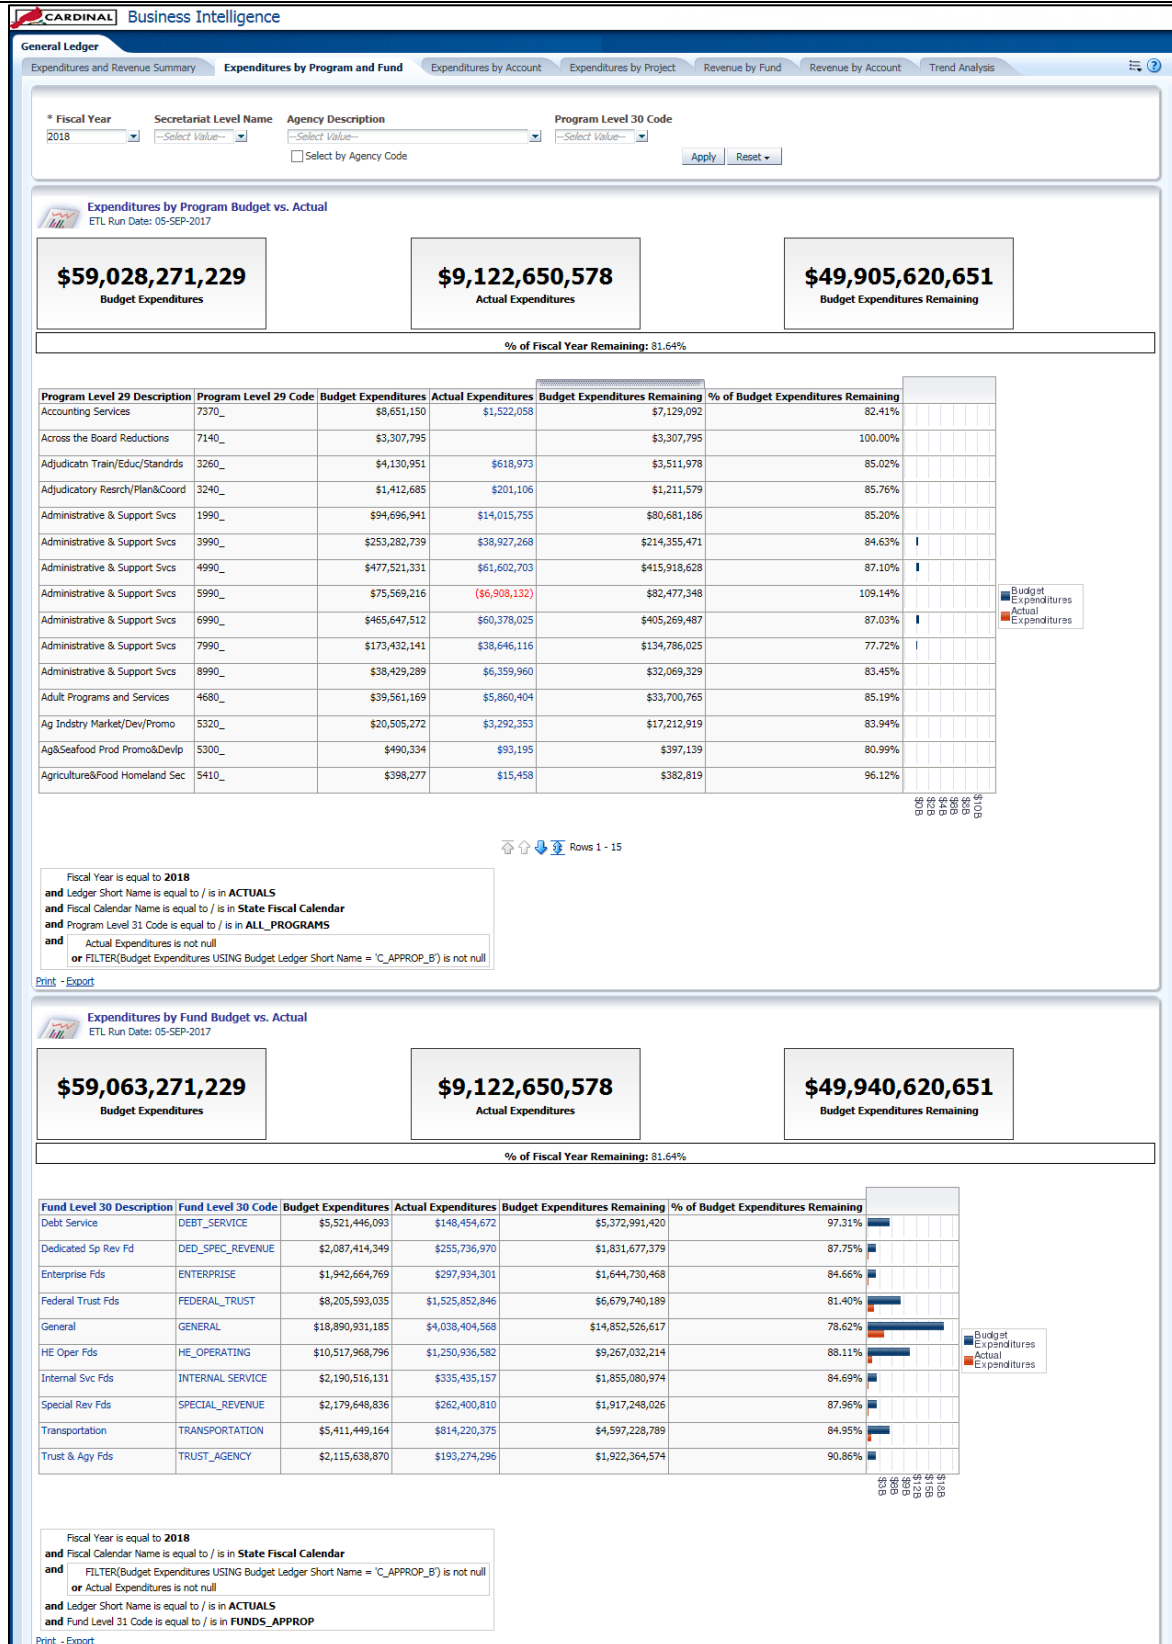 CARDINAL Business Intelligence
General Ledger
Expenditures and Revenue Summary Expenditures by Program and Fund Expenditures by Account Expenditures by Project Revenue by Fund Revenue by Account Trend Analysis
* Fiscal Year Secretariat Level Name Agency Description Program Level 30 Code
2018 --Select Value-- --Select Value-- --Select Value--
Select by Agency Code
Apply Reset
Expenditures by Program Budget vs. Actual
ETL Run Date: 05-SEP-2017
$59,028,271,229 $9,122,650,578 $49,905,620,651
Budget Expenditures Actual Expenditures Budget Expenditures Remaining
% of Fiscal Year Remaining: 81.64%
Program Level 29 Description Program Level 29 Code Budget Expenditures Actual Expenditures Budget Expenditures Remaining % of Budget Expenditures Remaining
Accounting Services 7370_ $8,651,150 $1,522,058 $7,129,092 82.41%
Across the Board Reductions 7140_ $3,307,795 $3,307,795 100.00%
Adjudicatn Train/Educ/Standrds 3260_ $4,130,951 $618,973 $3,511,978 85.02%
Adjudicatory Resrch/Plan&Coord 3240_ $1,412,685 $201,106 $1,211,579 85.76%
Administrative & Support Svcs 1990_ $94,696,941 $14,015,755 $80,681,186 85.20%
Administrative & Support Svcs 3990_ $253,282,739 $38,927,268 $214,355,471 84.63%
Administrative & Support Svcs 4990_ $477,521,331 $61,602,703 $415,918,628 87.10%
Administrative & Support Svcs 5990_ $75,569,216 ($6,908,132) $82,477,348 109.14%
Administrative & Support Svcs 6990_ $465,647,512 $60,378,025 $405,269,487 87.03%
Administrative & Support Svcs 7990_ $173,432,141 $38,646,116 $134,786,025 77.72%
Administrative & Support Svcs 8990_ $38,429,289 $6,359,960 $32,069,329 83.45%
Adult Programs and Services 4680_ $39,561,169 $5,860,404 $33,700,765 85.19%
Ag Indstry Market/Dev/Promo 5320_ $20,505,272 $3,292,353 $17,212,919 83.94%
Ag&Seafood Prod Promo&Devlp 5300_ $490,334 $93,195 $397,139 80.99%
Agriculture&Food Homeland Sec 5410_ $398,277 $15,458 $382,819 96.12%
Budget
Expenditures
Actual
Expenditures
$0B $2B $4B $6B $8B $10B
Rows 1 - 15
Fiscal Year is equal to 2018
and Ledger Short Name is equal to / is in ACTUALS
and Fiscal Calendar Name is equal to / is in State Fiscal Calendar
and Program Level 31 Code is equal to / is in ALL_PROGRAMS
and Actual Expenditures is not null
or FILTER(Budget Expenditures USING Budget Ledger Short Name = 'C_APPROP_B') is not null
Print - Export
Expenditures by Fund Budget vs. Actual
ETL Run Date: 05-SEP-2017
$59,063,271,229 $9,122,650,578 $49,940,620,651
Budget Expenditures Actual Expenditures Budget Expenditures Remaining
% of Fiscal Year Remaining: 81.64%
Fund Level 30 Description Fund Level 30 Code Budget Expenditures Actual Expenditures Budget Expenditures Remaining % of Budget Expenditures Remaining
Debt Service DEBT_SERVICE $5,521,446,093 $148,454,672 $5,372,991,420 97.31%
Dedicated Sp Rev Fd DED_SPEC_REVENUE $2,087,414,349 $255,736,970 $1,831,677,379 87.75%
Enterprise Fds ENTERPRISE $1,942,664,769 $297,934,301 $1,644,730,468 84.66%
Federal Trust Fds FEDERAL_TRUST $8,205,593,035 $1,525,852,846 $6,679,740,189 81.40%
General GENERAL $18,890,931,185 $4,038,404,568 $14,852,526,617 78.62%
HE Oper Fds HE_OPERATING $10,517,968,796 $1,250,936,582 $9,267,032,214 88.11%
Internal Svc Fds INTERNAL SERVICE $2,190,516,131 $335,435,157 $1,855,080,974 84.69%
Special Rev Fds SPECIAL_REVENUE $2,179,648,836 $262,400,810 $1,917,248,026 87.96%
Transportation TRANSPORTATION $5,411,449,164 $814,220,375 $4,597,228,789 84.95%
Trust & Agy Fds TRUST_AGENCY $2,115,638,870 $193,274,296 $1,922,364,574 90.86%
Budget
Expenditures
Actual
Expenditures
$3B $6B $9B $12B $15B $18B
Fiscal Year is equal to 2018
and Fiscal Calendar Name is equal to / is in State Fiscal Calendar
and FILTER(Budget Expenditures USING Budget Ledger Short Name = 'C_APPROP_B') is not null
or Actual Expenditures is not null
and Ledger Short Name is equal to / is in ACTUALS
and Fund Level 31 Code is equal to / is in FUNDS_APPROP
Print - Export